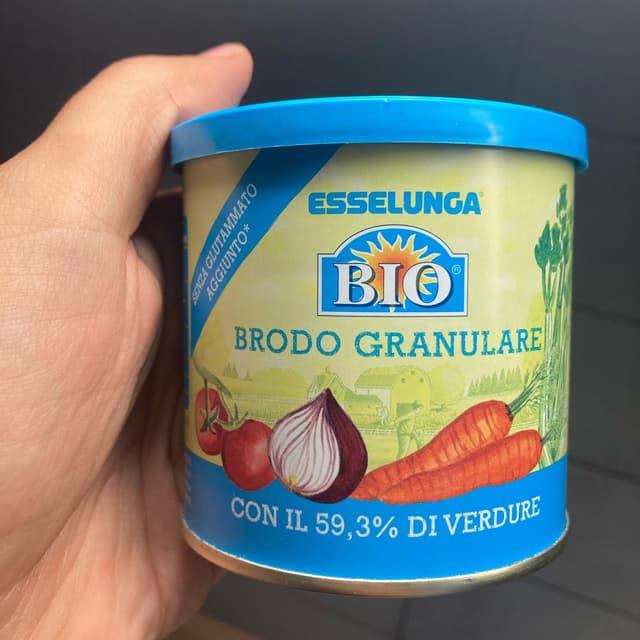 SENZA GLUTAMMATO
AGGIUNTO*
ESSELUNGA
BIO®
BRODO GRANULARE
CON IL 59,3% DI VERDURE